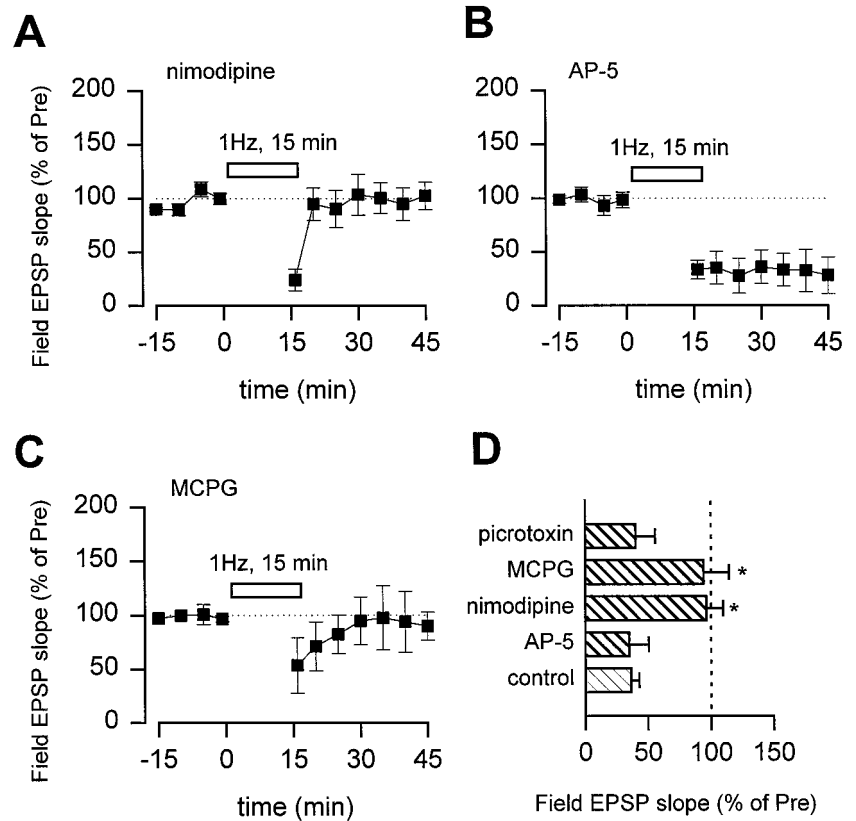 A
nimodipine
Field EPSP slope (% of Pre)
200
150
100
50
0
1Hz, 15 min
-15 0 15 30 45
time (min)
B
AP-5
200
150
100
50
0
1Hz, 15 min
-15 0 15 30 45
time (min)
C
MCPG
Field EPSP slope (% of Pre)
200
150
100
50
0
1Hz, 15 min
-15 0 15 30 45
time (min)
D
picrotoxin
MCPG *
nimodipine *
AP-5
control
0 50 100 150
Field EPSP slope (% of Pre)